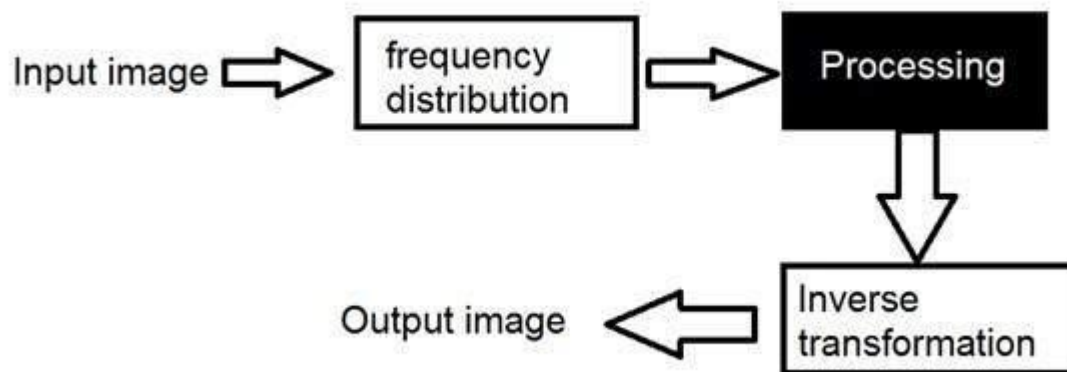 Input image
frequency
distribution
Processing
Inverse
transformation
Output image